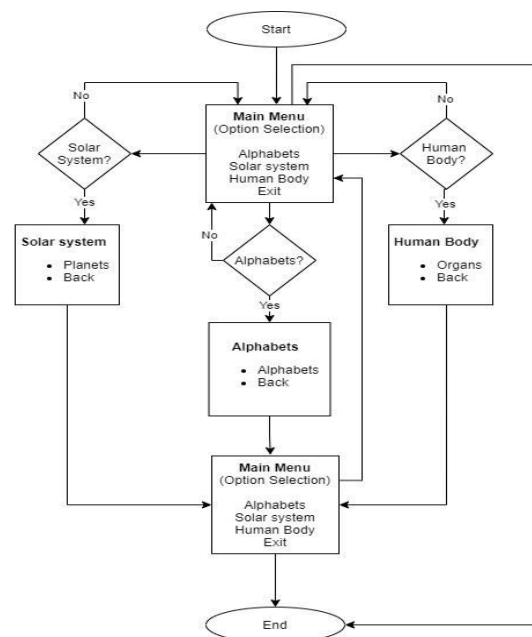 Start
No
No
Main Menu
(Option Selection)
Alphabets
Solar system
Human Body
Exit
Solar
System?
Human
Body?
Yes
Yes
No
Solar system
• Planets
• Back
Alphabets?
Human Body
• Organs
• Back
Yes
Alphabets
• Alphabets
• Back
Main Menu
(Option Selection)
Alphabets
Solar system
Human Body
Exit
End